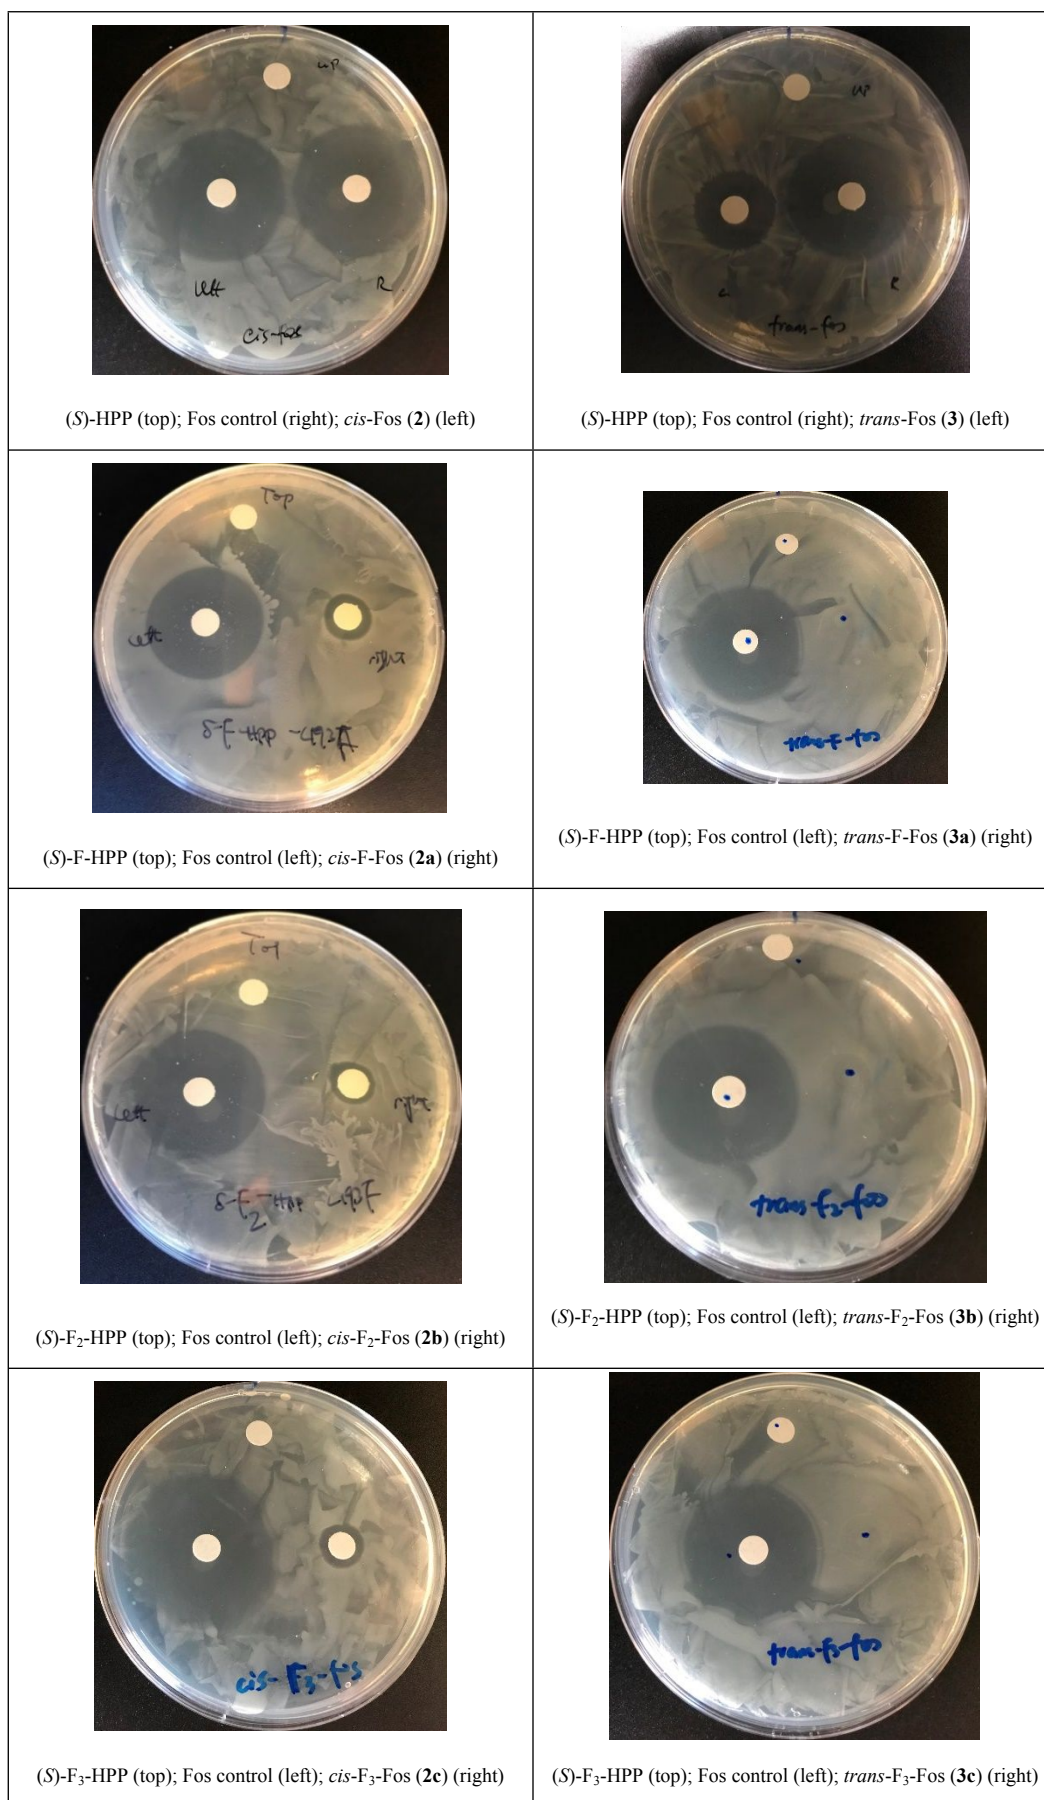 up
left
R
cis-fos
up
L
R
trans-fos
(S)-HPP (top); Fos control (right); cis-Fos (2) (left)
(S)-HPP (top); Fos control (right); trans-Fos (3) (left)
Top
left
right
trans-F-fos
(S)-F-HPP (top); Fos control (left); cis-F-Fos (2a) (right)
(S)-F-HPP (top); Fos control (left); trans-F-Fos (3a) (right)
Top
left
right
trans-f₂-fos
(S)-F₂-HPP (top); Fos control (left); cis-F₂-Fos (2b) (right)
(S)-F₂-HPP (top); Fos control (left); trans-F₂-Fos (3b) (right)
cis-F₃-fos
trans-f₃-fos
(S)-F₃-HPP (top); Fos control (left); cis-F₃-Fos (2c) (right)
(S)-F₃-HPP (top); Fos control (left); trans-F₃-Fos (3c) (right)